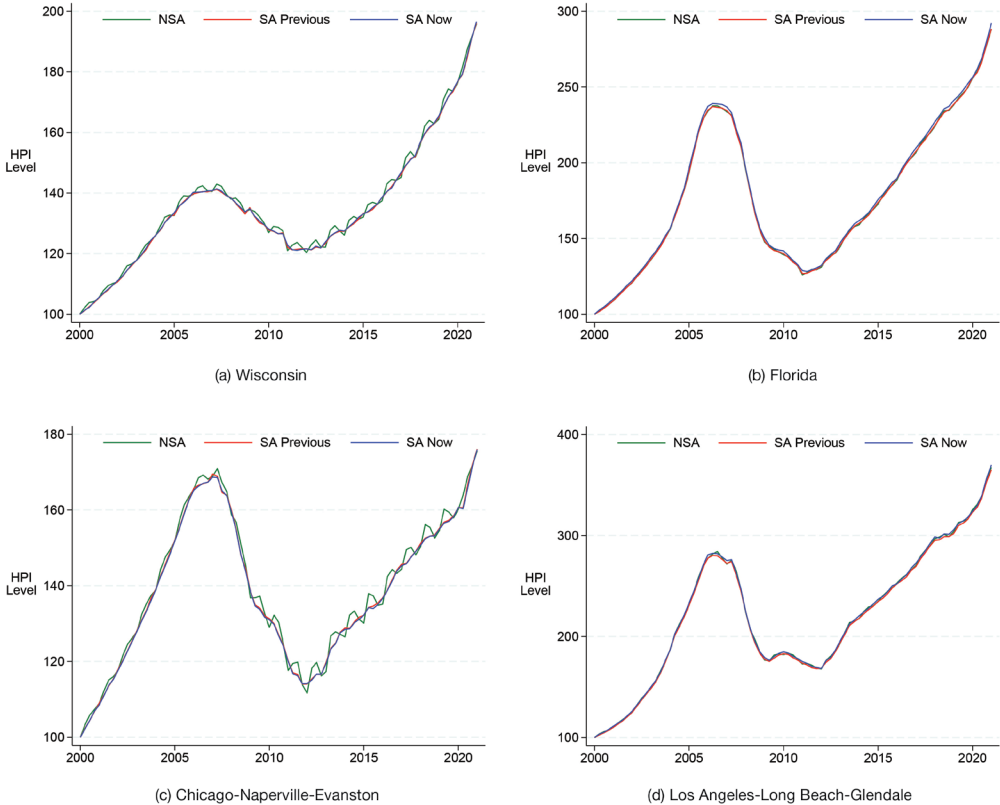 200
NSA
SA Previous
SA Now
180
160
HPI
Level
140
120
100
2000
2005
2010
2015
2020
(a) Wisconsin
300
NSA
SA Previous
SA Now
250
HPI
Level
200
150
100
2000
2005
2010
2015
2020
(b) Florida
180
NSA
SA Previous
SA Now
160
HPI
Level
140
120
100
2000
2005
2010
2015
2020
(c) Chicago-Naperville-Evanston
400
NSA
SA Previous
SA Now
300
HPI
Level
200
100
2000
2005
2010
2015
2020
(d) Los Angeles-Long Beach-Glendale